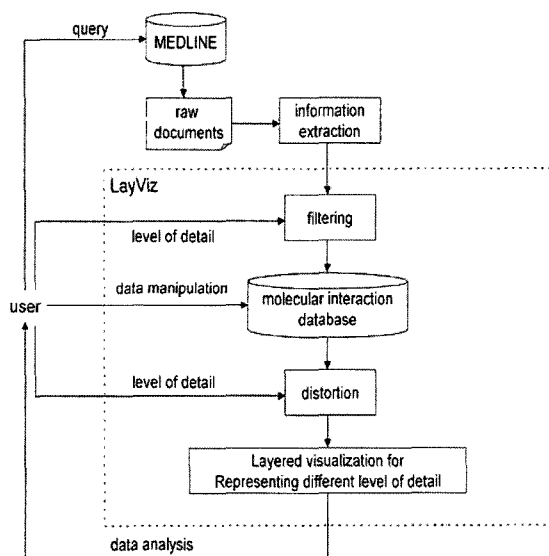 query
MEDLINE
raw
documents
information
extraction
LayViz
filtering
level of detail
data manipulation
molecular interaction
database
user
level of detail
distortion
Layered visualization for
Representing different level of detail
data analysis